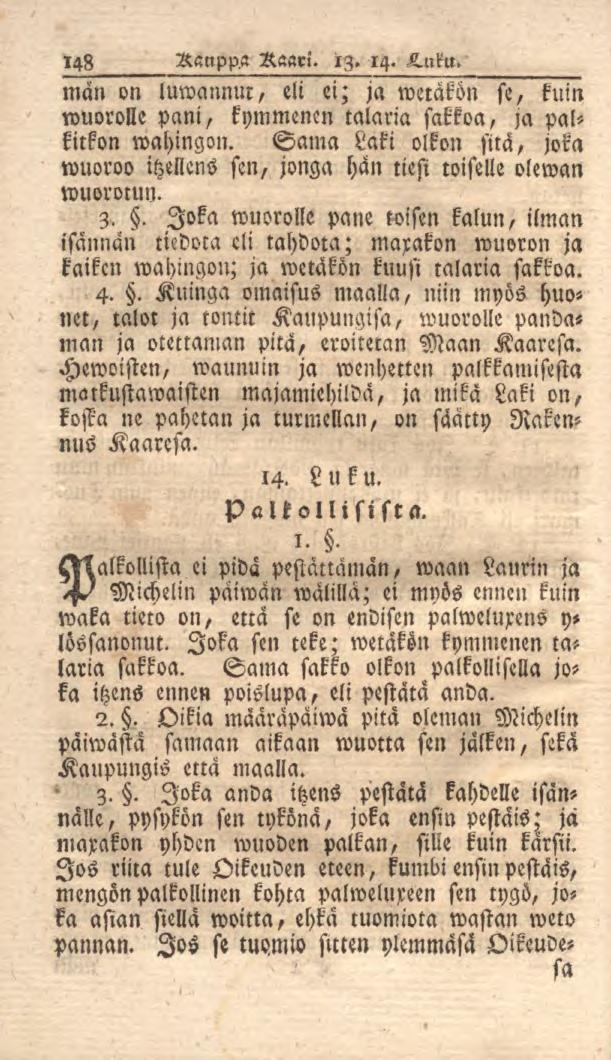 148 Kauppa Kaari. 13. 14. Luku.
män on luwannut, eli ei; ja wetäkön se, kuin
wuorolle pani, kymmenen talaria sakkoa, ja pal⸗
kitkon wahingon. Sama Laki olkon sitä, joka
wuoroo itzellens sen, jonga hän tiesi toiselle olewan
wuorotun.
3. §. Joka wuorolle pane toisen kalun, ilman
isännän tiedota eli tahdota; maxakon wuoron ja
kaiken wahingon; ja wetäkön kuusi talaria sakkoa.
4. §. Kuinga omaisus maalla, niin myös huo⸗
net, talot ja tontit Kaupungisa, wuorolle panda⸗
man ja otettaman pitä, eroitetan Maan Kaaresa.
Hewoisten, waunuin ja wenhetten palkkamisesta
matkustawaisten majamiehildä, ja mikä Laki on,
koska ne pahetan ja turmellan, on säätty Raken⸗
nus Kaaresa.
14. Luku.
Palkollisista.
1. §.
Palkollista ei pidä pestättämän, waan Laurin ja
Michelin päiwän wälillä; ei myös ennen kuin
waka tieto on, että se on endisen palweluxens y⸗
lössanonut. Joka sen teke; wetäkön kymmenen ta⸗
laria sakkoa. Sama sakko olkon palkollisella jo⸗
ka itzens ennen poislupa, eli pestätä anda.
2. §. Oikia määräpäiwä pitä oleman Michelin
päiwästä samaan aikaan wuotta sen jälken, sekä
Kaupungis että maalla.
3. §. Joka anda itzens pestätä kahdelle isän⸗
nälle, pysykön sen tykönä, joka ensin pestäis; ja
maxakon yhden wuoden palkan, sille kuin kärsii.
Jos riita tule Oikeuden eteen, kumbi ensin pestäis,
mengön palkollinen kohta palweluxeen sen tygö, jo⸗
ka asian siellä woitta, ehkä tuomiota wastan weto
pannan. Jos se tuomio sitten ylemmäsä Oikeude⸗
sa